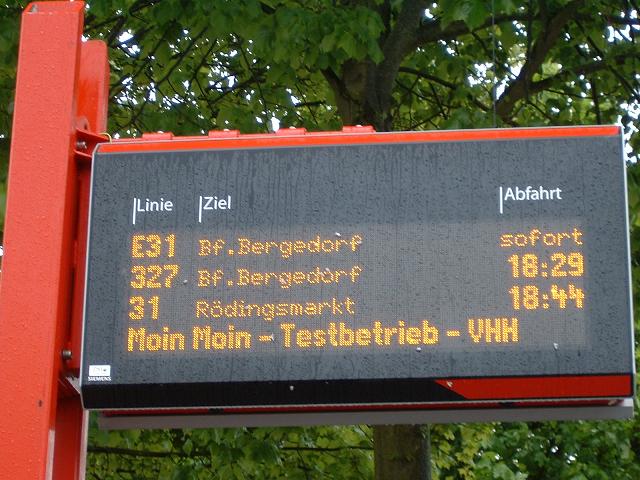 Linie Ziel Abfahrt
E31 Bf.Bergedorf sofort
327 Bf.Bergedorf 18:29
31 Rödingsmarkt 18:44
Moin Moin - Testbetrieb - VHH
SIEMENS